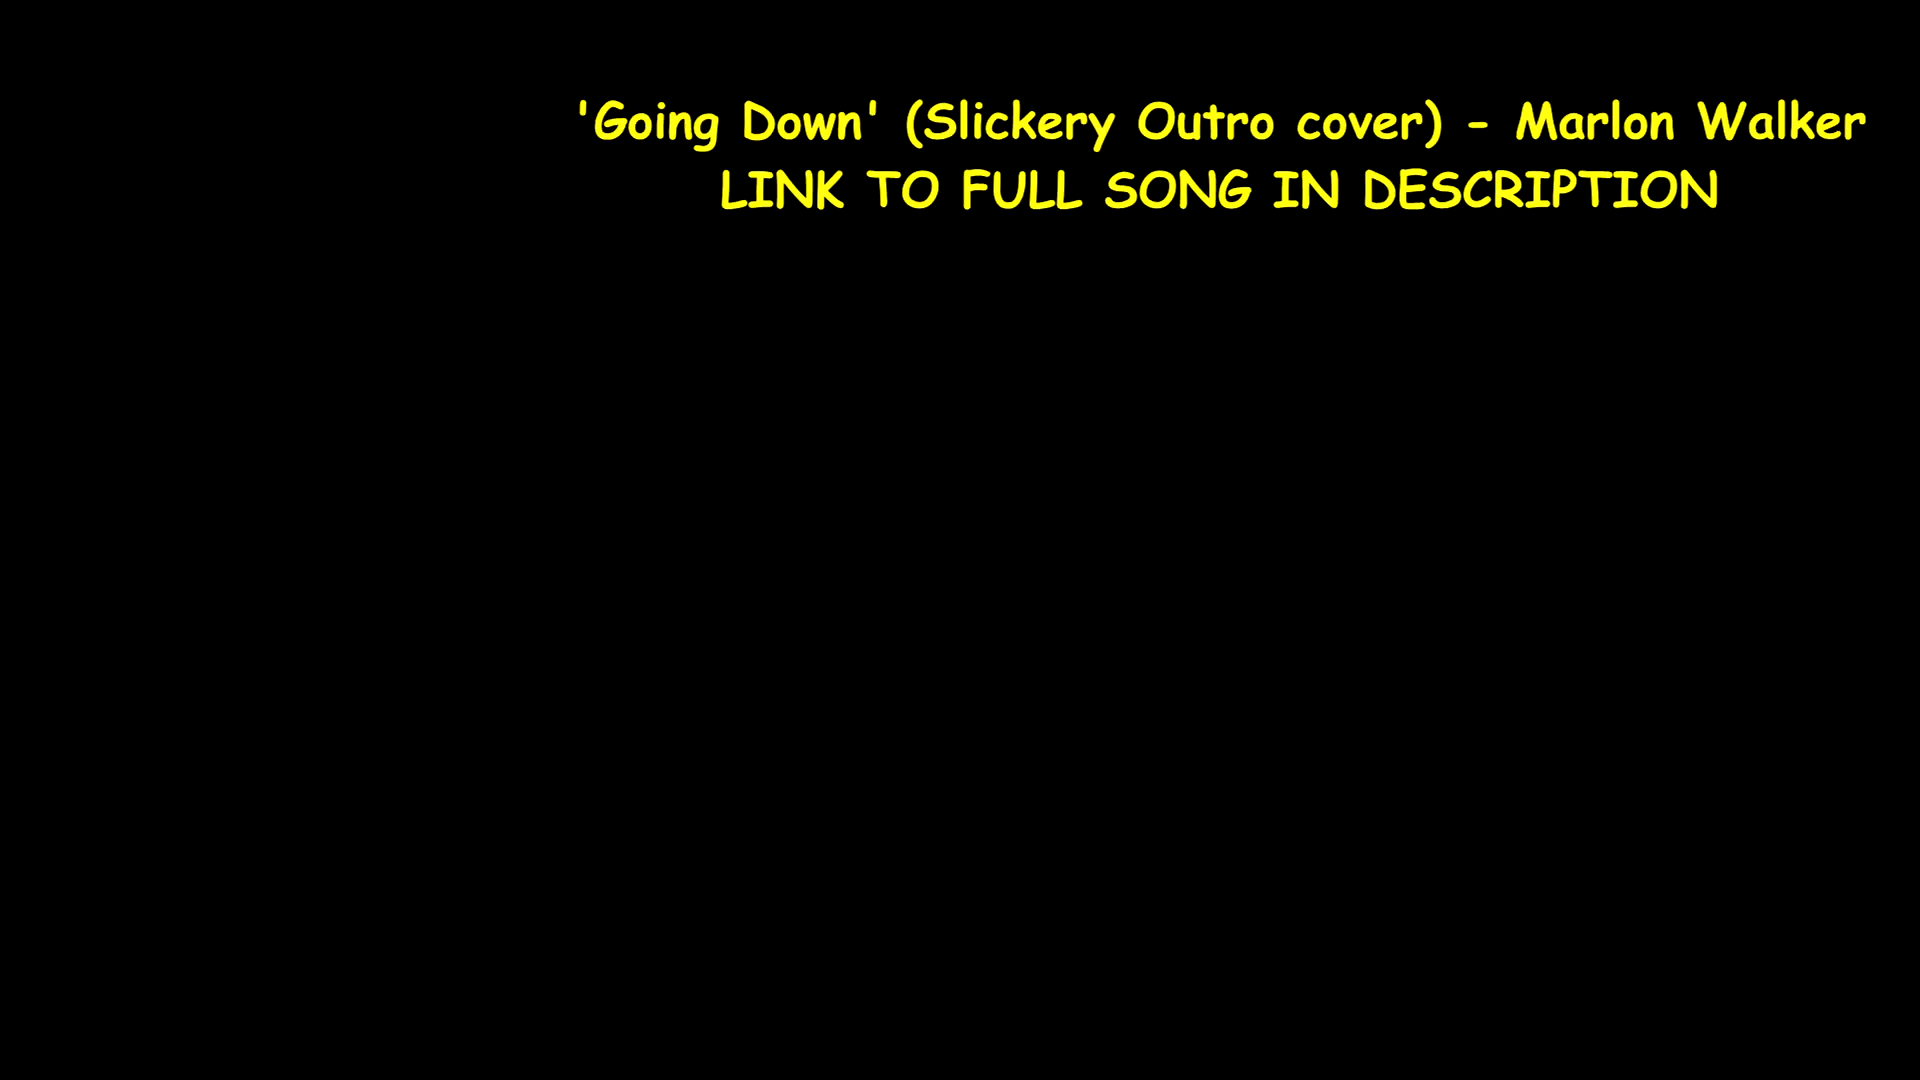 'Going Down' (Slickery Outro cover) - Marlon Walker
LINK TO FULL SONG IN DESCRIPTION